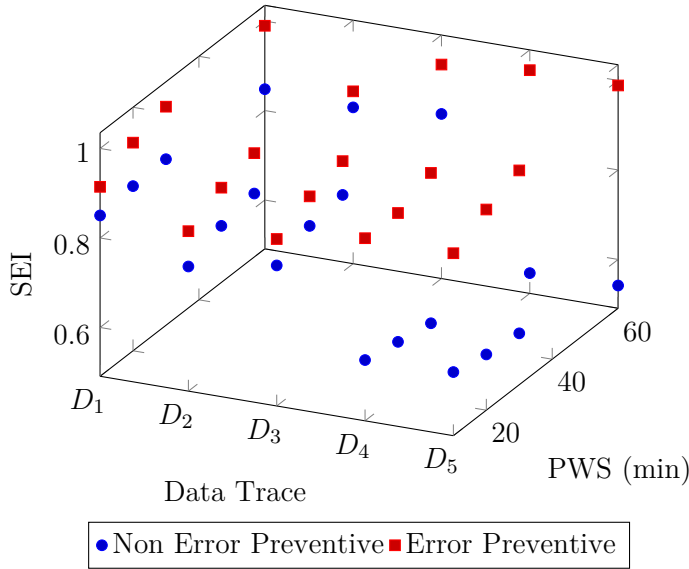 1
0.8
0.6
SEI
D₁
D₂
D₃
D₄
D₅
20
40
60
Data Trace
PWS (min)
Non Error Preventive Error Preventive